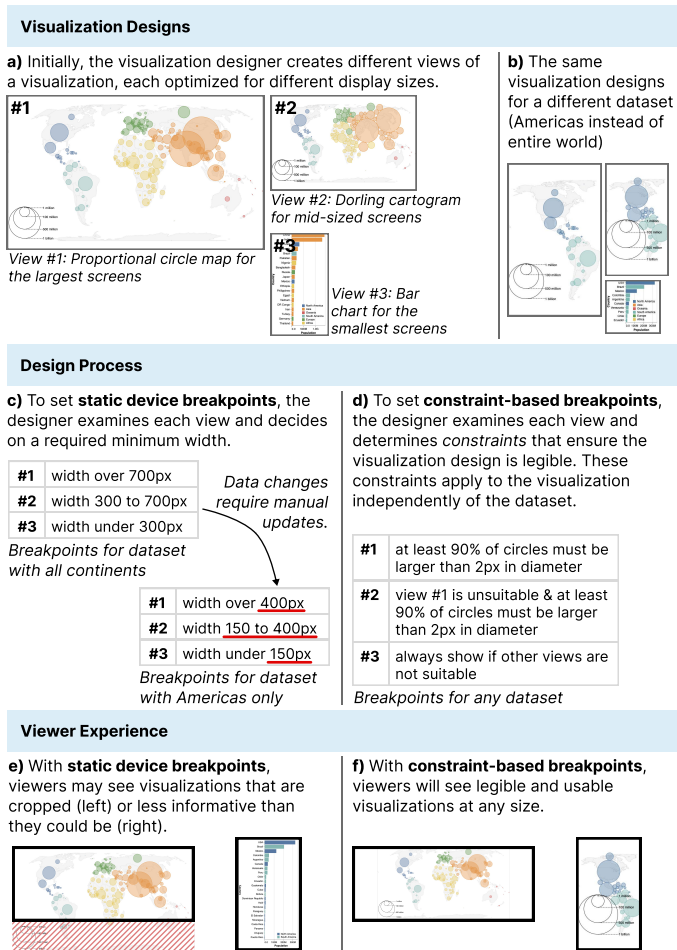 Visualization Designs
a) Initially, the visualization designer creates different views of
a visualization, each optimized for different display sizes.
#1
#2
View #2: Dorling cartogram
for mid-sized screens
View #1: Proportional circle map for
the largest screens
#3
View #3: Bar
chart for the
smallest screens
b) The same
visualization designs
for a different dataset
(Americas instead of
entire world)
Design Process
c) To set static device breakpoints, the
designer examines each view and decides
on a required minimum width.
#1 width over 700px
#2 width 300 to 700px
#3 width under 300px
Breakpoints for dataset
with all continents
Data changes
require manual
updates.
#1 width over 400px
#2 width 150 to 400px
#3 width under 150px
Breakpoints for dataset
with Americas only
d) To set constraint-based breakpoints,
the designer examines each view and
determines constraints that ensure the
visualization design is legible. These
constraints apply to the visualization
independently of the dataset.
#1 at least 90% of circles must be
larger than 2px in diameter
#2 view #1 is unsuitable & at least
90% of circles must be larger
than 2px in diameter
#3 always show if other views are
not suitable
Breakpoints for any dataset
Viewer Experience
e) With static device breakpoints,
viewers may see visualizations that are
cropped (left) or less informative than
they could be (right).
f) With constraint-based breakpoints,
viewers will see legible and usable
visualizations at any size.